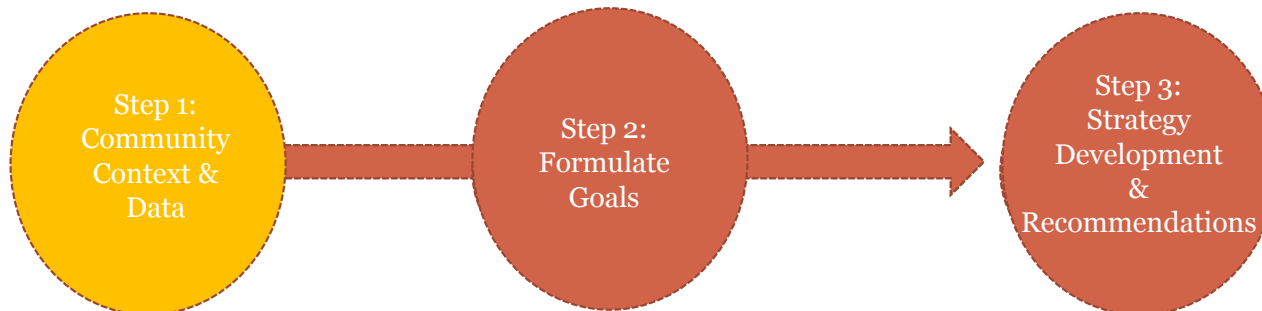 Step 1:
Community
Context &
Data
Step 2:
Formulate
Goals
Step 3:
Strategy
Development
&
Recommendations